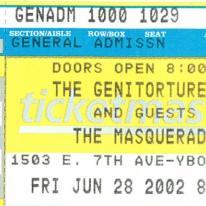 GENADM 1000 1029
SECTION/AISLE ROW/BOX SEAT
GENERAL ADMISSN
DOORS OPEN 8:00
THE GENITORTURE
AND GUESTS
ticketmas
THE MASQUERAD
1503 E. 7TH AVE-YBO
FRI JUN 28 2002 8